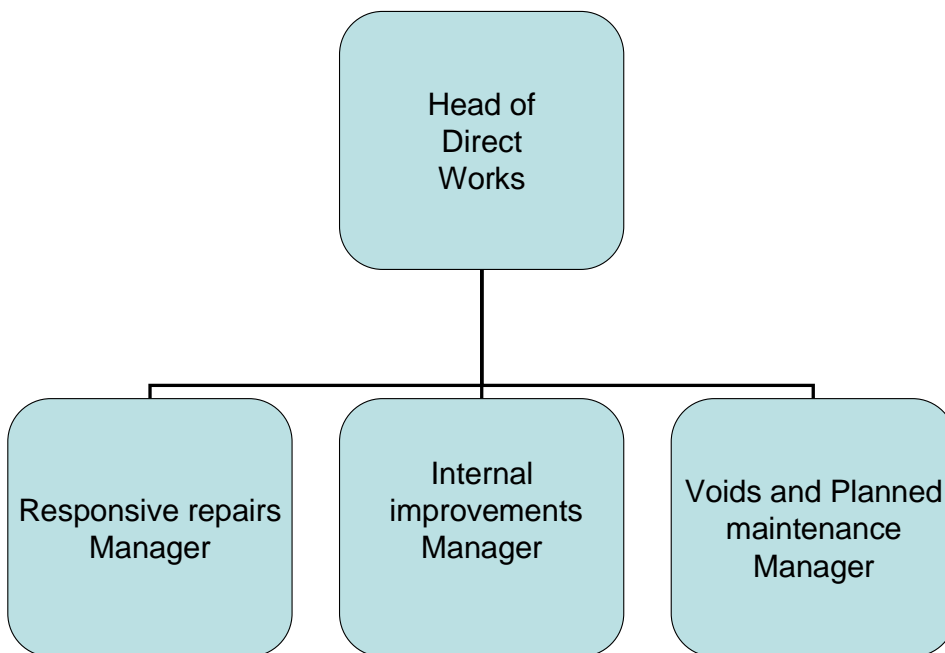 Head of
Direct
Works
Responsive repairs
Manager
Internal
improvements
Manager
Voids and Planned
maintenance
Manager